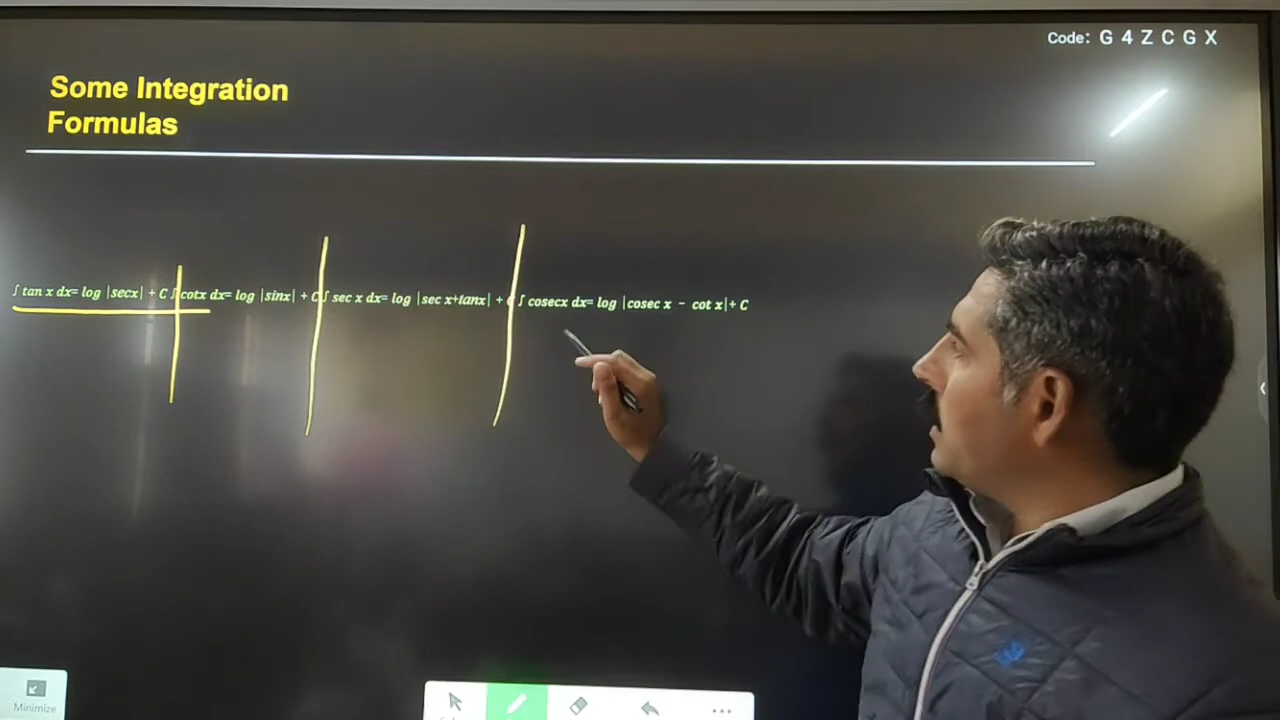 Code: G 4 Z C G X
Some Integration
Formulas
∫ tan x dx= log |secx| + C ∫ cotx dx= log |sinx| + C ∫ sec x dx= log |sec x+tanx| + C ∫ cosecx dx= log |cosec x − cot x|+ C
Minimize